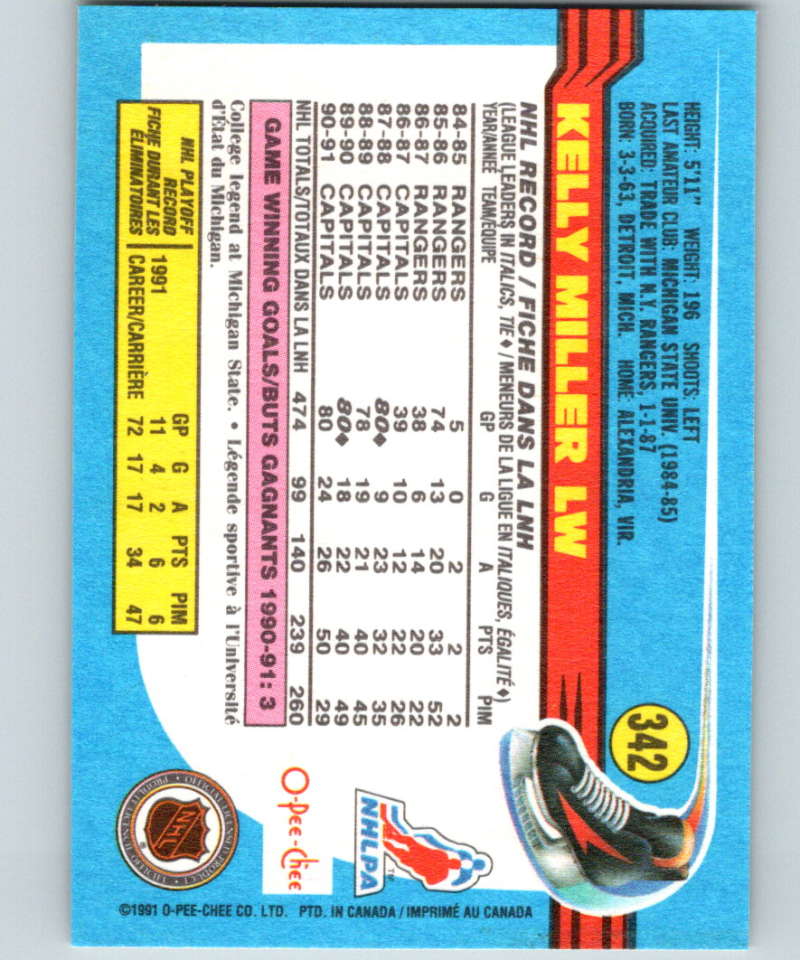 342
HEIGHT: 5'11" WEIGHT: 196 SHOOTS: LEFT
LAST AMATEUR CLUB: MICHIGAN STATE UNIV. (1984-85)
ACQUIRED: TRADE WITH N.Y. RANGERS, 1-1-87
BORN: 3-3-63, DETROIT, MICH. HOME: ALEXANDRIA, VIR.
KELLY MILLER LW
NHL RECORD / FICHE DANS LA LNH
(LEAGUE LEADERS IN ITALICS, TIE ♦ / MENEURS DE LA LIGUE EN ITALIQUES, ÉGALITÉ ♦)
YEAR/ANNÉE TEAM/ÉQUIPE GP G A PTS PIM
84-85 RANGERS 5 0 2 2 2
85-86 RANGERS 74 13 20 33 52
86-87 RANGERS 38 6 14 20 22
86-87 CAPITALS 39 10 12 22 26
87-88 CAPITALS 80♦ 9 23 32 35
88-89 CAPITALS 78 19 21 40 45
89-90 CAPITALS 80♦ 18 22 40 49
90-91 CAPITALS 80 24 26 50 29
NHL TOTALS/TOTAUX DANS LA LNH 474 99 140 239 260
GAME WINNING GOALS/BUTS GAGNANTS 1990-91: 3
College legend at Michigan State. • Légende sportive à l'Université
d'État du Michigan.
NHL PLAYOFF
RECORD
FICHE DURANT LES
ÉLIMINATOIRES
GP G A PTS PIM
1991 11 4 2 6 6
CAREER/CARRIÈRE 72 17 17 34 47
NHLPA
TM
O-Pee-Chee
OFFICIAL LICENSED PRODUCT
NHL
®
PRODUIT LICENCIÉ OFFICIEL
©1991 O-PEE-CHEE CO. LTD. PTD. IN CANADA / IMPRIMÉ AU CANADA